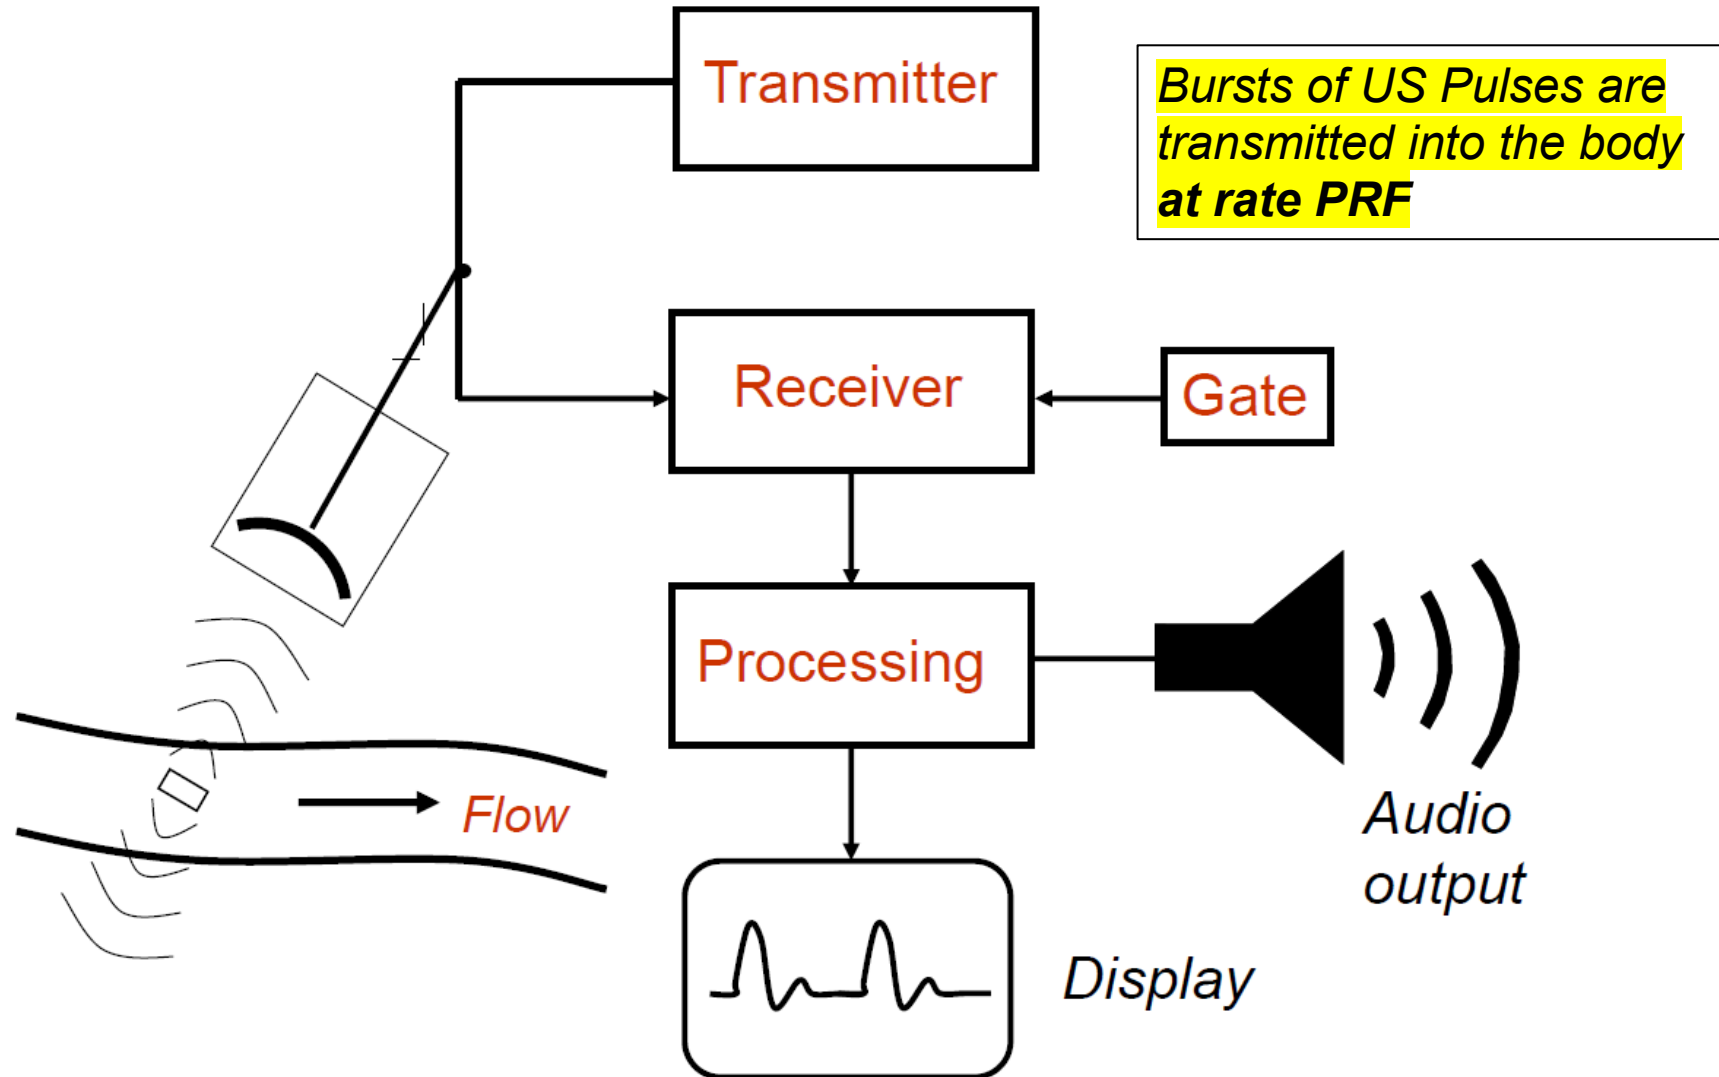 Transmitter
Bursts of US Pulses are
transmitted into the body
at rate PRF
Receiver
Gate
Processing
Flow
Audio
output
Display